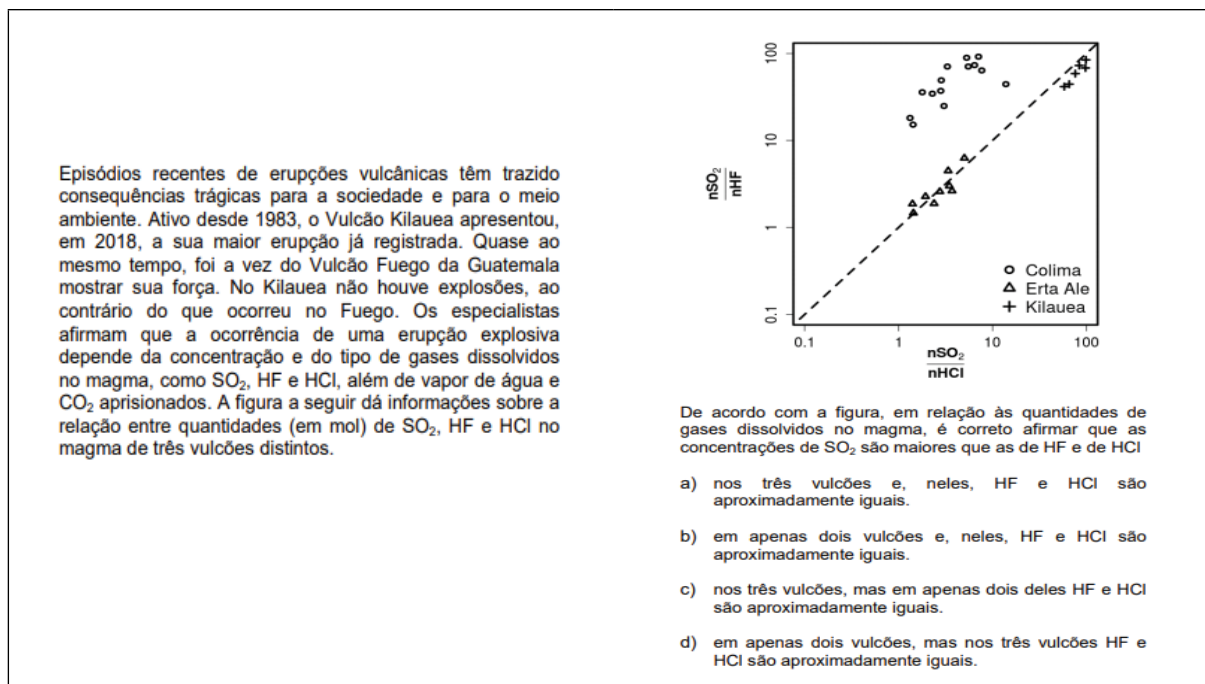 Episódios recentes de erupções vulcânicas têm trazido
consequências trágicas para a sociedade e para o meio
ambiente. Ativo desde 1983, o Vulcão Kilauea apresentou,
em 2018, a sua maior erupção já registrada. Quase ao
mesmo tempo, foi a vez do Vulcão Fuego da Guatemala
mostrar sua força. No Kilauea não houve explosões, ao
contrário do que ocorreu no Fuego. Os especialistas
afirmam que a ocorrência de uma erupção explosiva
depende da concentração e do tipo de gases dissolvidos
no magma, como SO₂, HF e HCl, além de vapor de água e
CO₂ aprisionados. A figura a seguir dá informações sobre a
relação entre quantidades (em mol) de SO₂, HF e HCl no
magma de três vulcões distintos.
100
10
1
0.1
nSO₂
nHF
Colima
Erta Ale
Kilauea
0.1 1 10 100
nSO₂
nHCl
De acordo com a figura, em relação às quantidades de
gases dissolvidos no magma, é correto afirmar que as
concentrações de SO₂ são maiores que as de HF e de HCl
a) nos três vulcões e, neles, HF e HCl são
aproximadamente iguais.
b) em apenas dois vulcões e, neles, HF e HCl são
aproximadamente iguais.
c) nos três vulcões, mas em apenas dois deles HF e HCl
são aproximadamente iguais.
d) em apenas dois vulcões, mas nos três vulcões HF e
HCl são aproximadamente iguais.